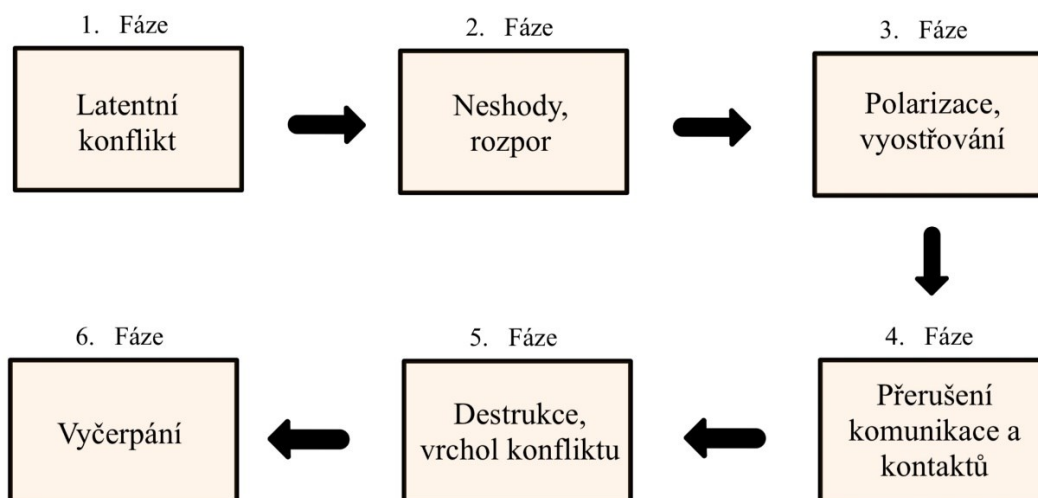 1. Fáze
Latentní
konflikt
2. Fáze
Neshody,
rozpor
3. Fáze
Polarizace,
vyostřování
4. Fáze
Přerušení
komunikace a
kontaktů
5. Fáze
Destrukce,
vrchol konfliktu
6. Fáze
Vyčerpání